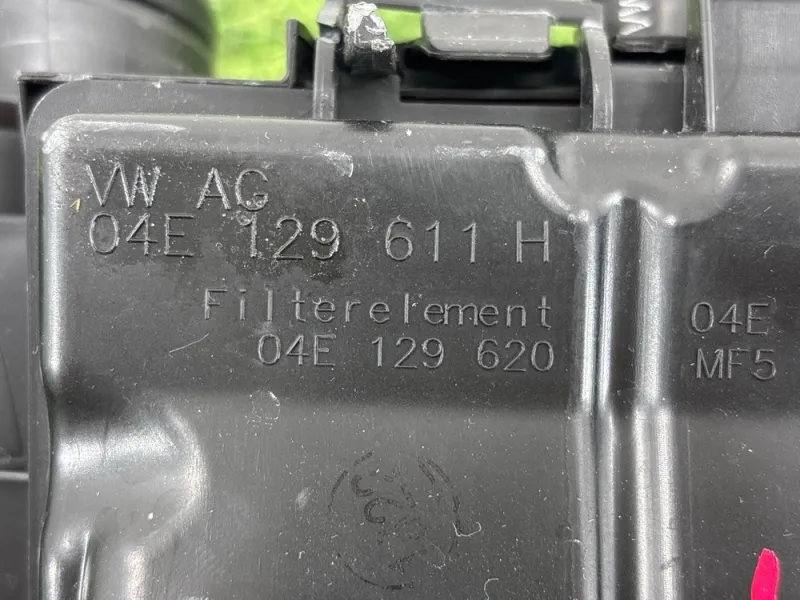 VW AG
04E 129 611 H
Filterelement
04E 129 620
04E
MF5